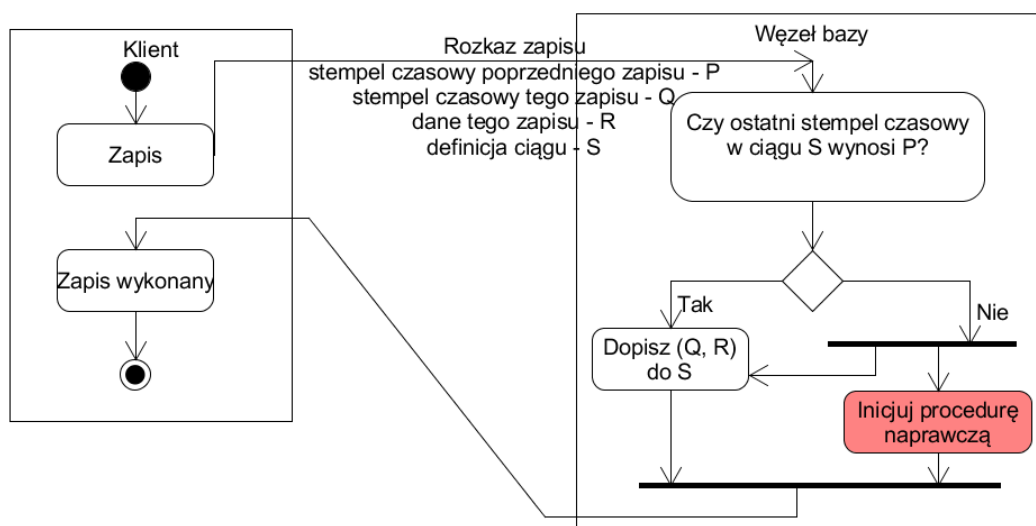 Klient
Zapis
Zapis wykonany
Rozkaz zapisu
stempel czasowy poprzedniego zapisu - P
stempel czasowy tego zapisu - Q
dane tego zapisu - R
definicja ciągu - S
Węzeł bazy
Czy ostatni stempel czasowy
w ciągu S wynosi P?
Tak
Nie
Dopisz (Q, R)
do S
Inicjuj procedurę
naprawczą